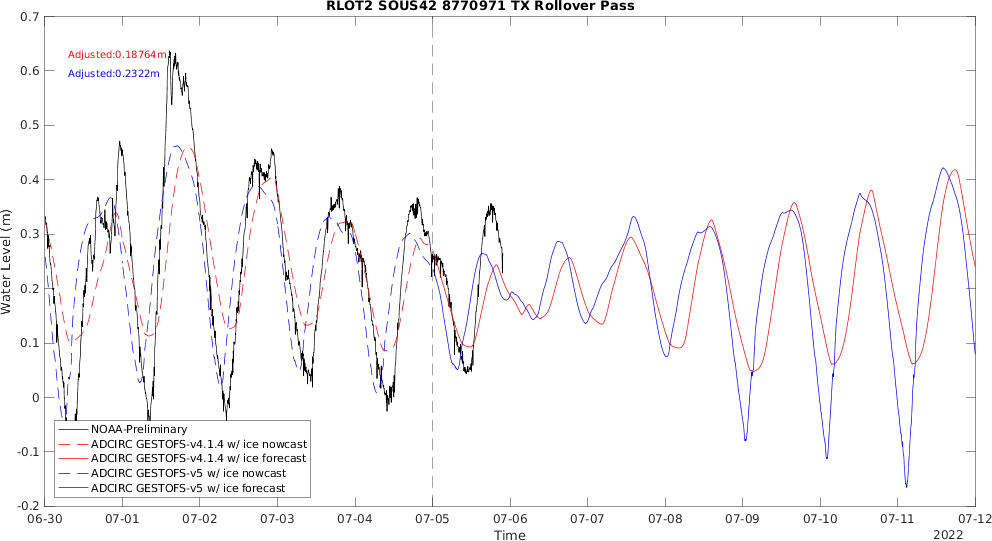 RLOT2 SOUS42 8770971 TX Rollover Pass
Adjusted:0.18764m
Adjusted:0.2322m
Water Level (m)
0.7
0.6
0.5
0.4
0.3
0.2
0.1
0
-0.1
-0.2
NOAA-Preliminary
ADCIRC GESTOFS-v4.1.4 w/ ice nowcast
ADCIRC GESTOFS-v4.1.4 w/ ice forecast
ADCIRC GESTOFS-v5 w/ ice nowcast
ADCIRC GESTOFS-v5 w/ ice forecast
06-30 07-01 07-02 07-03 07-04 07-05 07-06 07-07 07-08 07-09 07-10 07-11 07-12
Time
2022